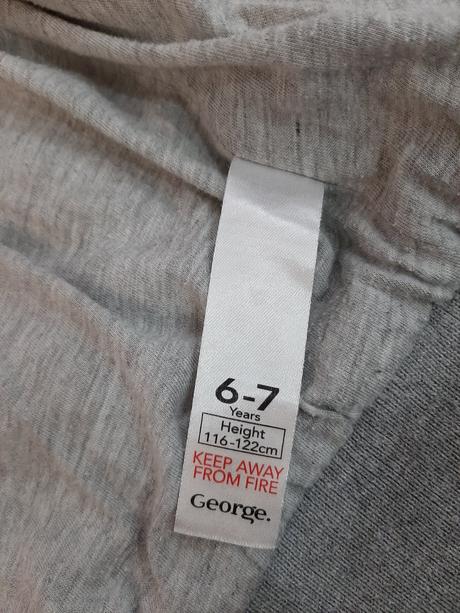 6-7
Years
Height
116-122cm
KEEP AWAY
FROM FIRE
George.